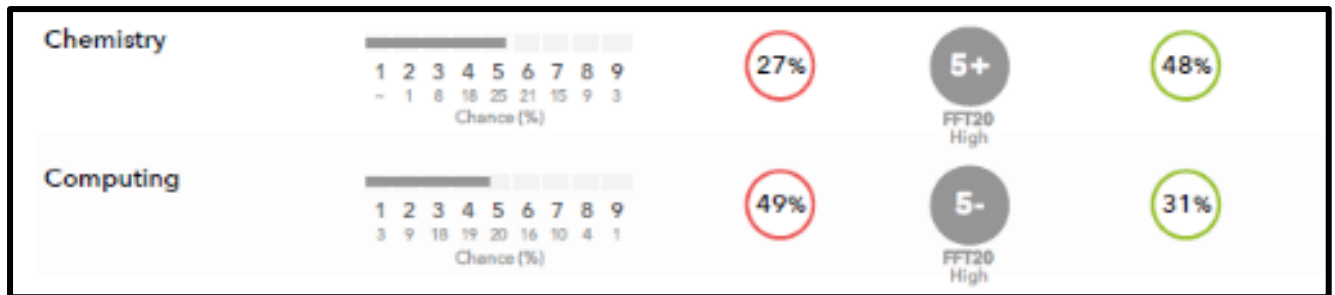 Chemistry
1 2 3 4 5 6 7 8 9
~ 1 8 18 25 21 15 9 3
Chance (%)
27%
5+
FFT20
High
48%
Computing
1 2 3 4 5 6 7 8 9
3 9 18 19 20 16 10 4 1
Chance (%)
49%
5-
FFT20
High
31%